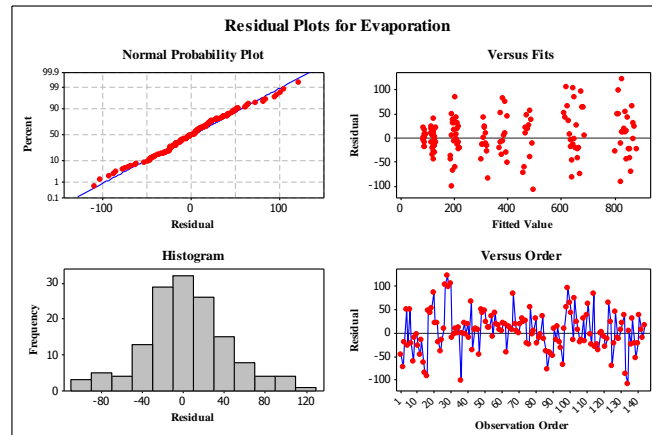 Residual Plots for Evaporation
Normal Probability Plot
99.9
99
90
50
10
1
0.1
Percent
-100 0 100
Residual
Versus Fits
100
50
0
-50
-100
Residual
0 200 400 600 800
Fitted Value
Histogram
30
20
10
0
Frequency
-80 -40 0 40 80 120
Residual
Versus Order
100
50
0
-50
-100
Residual
1 10 20 30 40 50 60 70 80 90 100 110 120 130 140
Observation Order